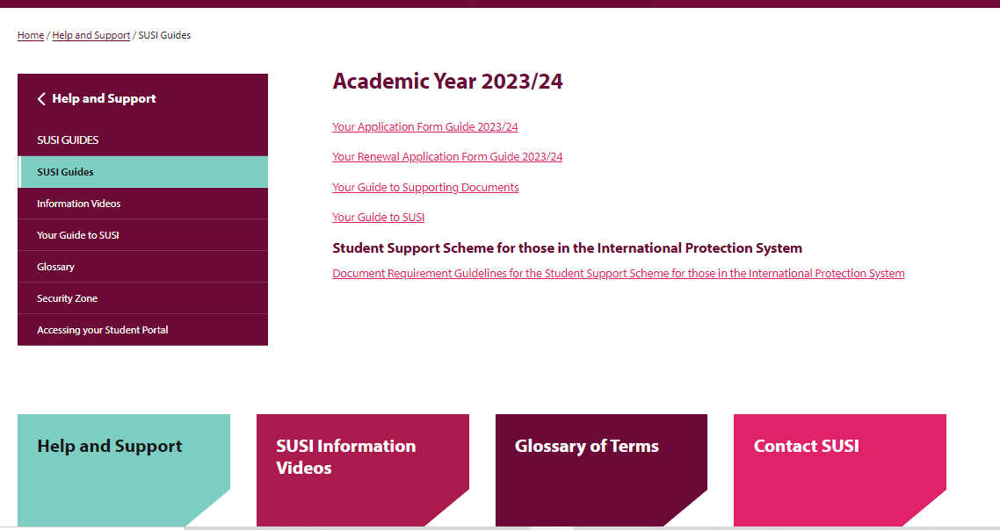 Home / Help and Support / SUSI Guides
Help and Support
SUSI GUIDES
SUSI Guides
Information Videos
Your Guide to SUSI
Glossary
Security Zone
Accessing your Student Portal
Academic Year 2023/24
Your Application Form Guide 2023/24
Your Renewal Application Form Guide 2023/24
Your Guide to Supporting Documents
Your Guide to SUSI
Student Support Scheme for those in the International Protection System
Document Requirement Guidelines for the Student Support Scheme for those in the International Protection System
Help and Support
SUSI Information
Videos
Glossary of Terms
Contact SUSI